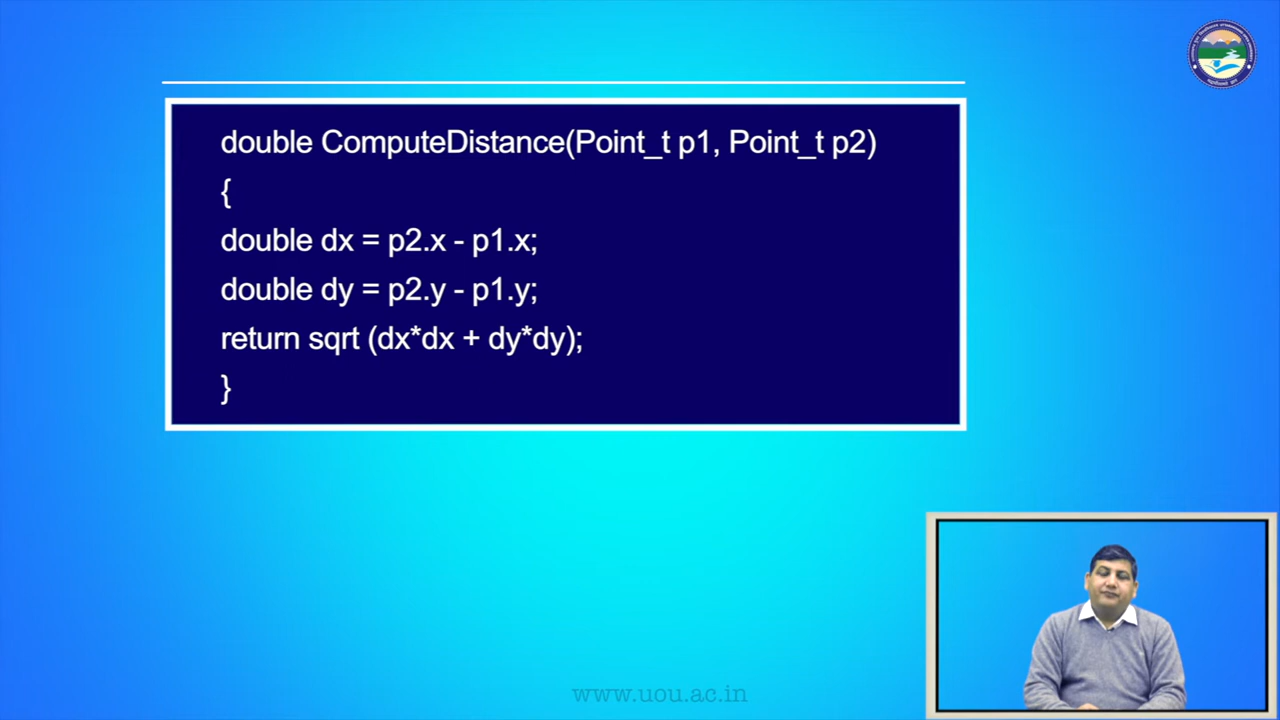 double ComputeDistance(Point_t p1, Point_t p2)
{
double dx = p2.x - p1.x;
double dy = p2.y - p1.y;
return sqrt (dx*dx + dy*dy);
}
www.uou.ac.in